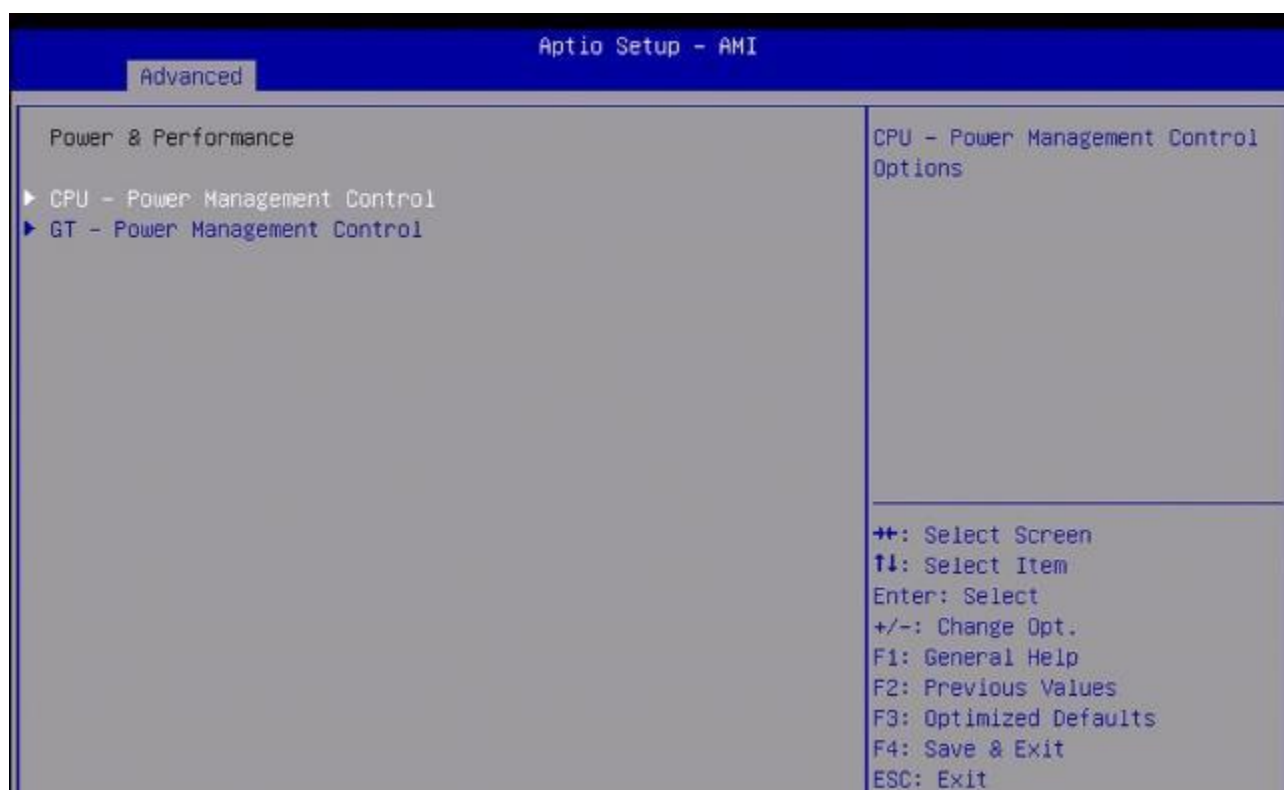 Aptio Setup – AMI
Advanced
Power & Performance
▶ CPU – Power Management Control
▶ GT – Power Management Control
CPU – Power Management Control
Options
→←: Select Screen
↑↓: Select Item
Enter: Select
+/-: Change Opt.
F1: General Help
F2: Previous Values
F3: Optimized Defaults
F4: Save & Exit
ESC: Exit